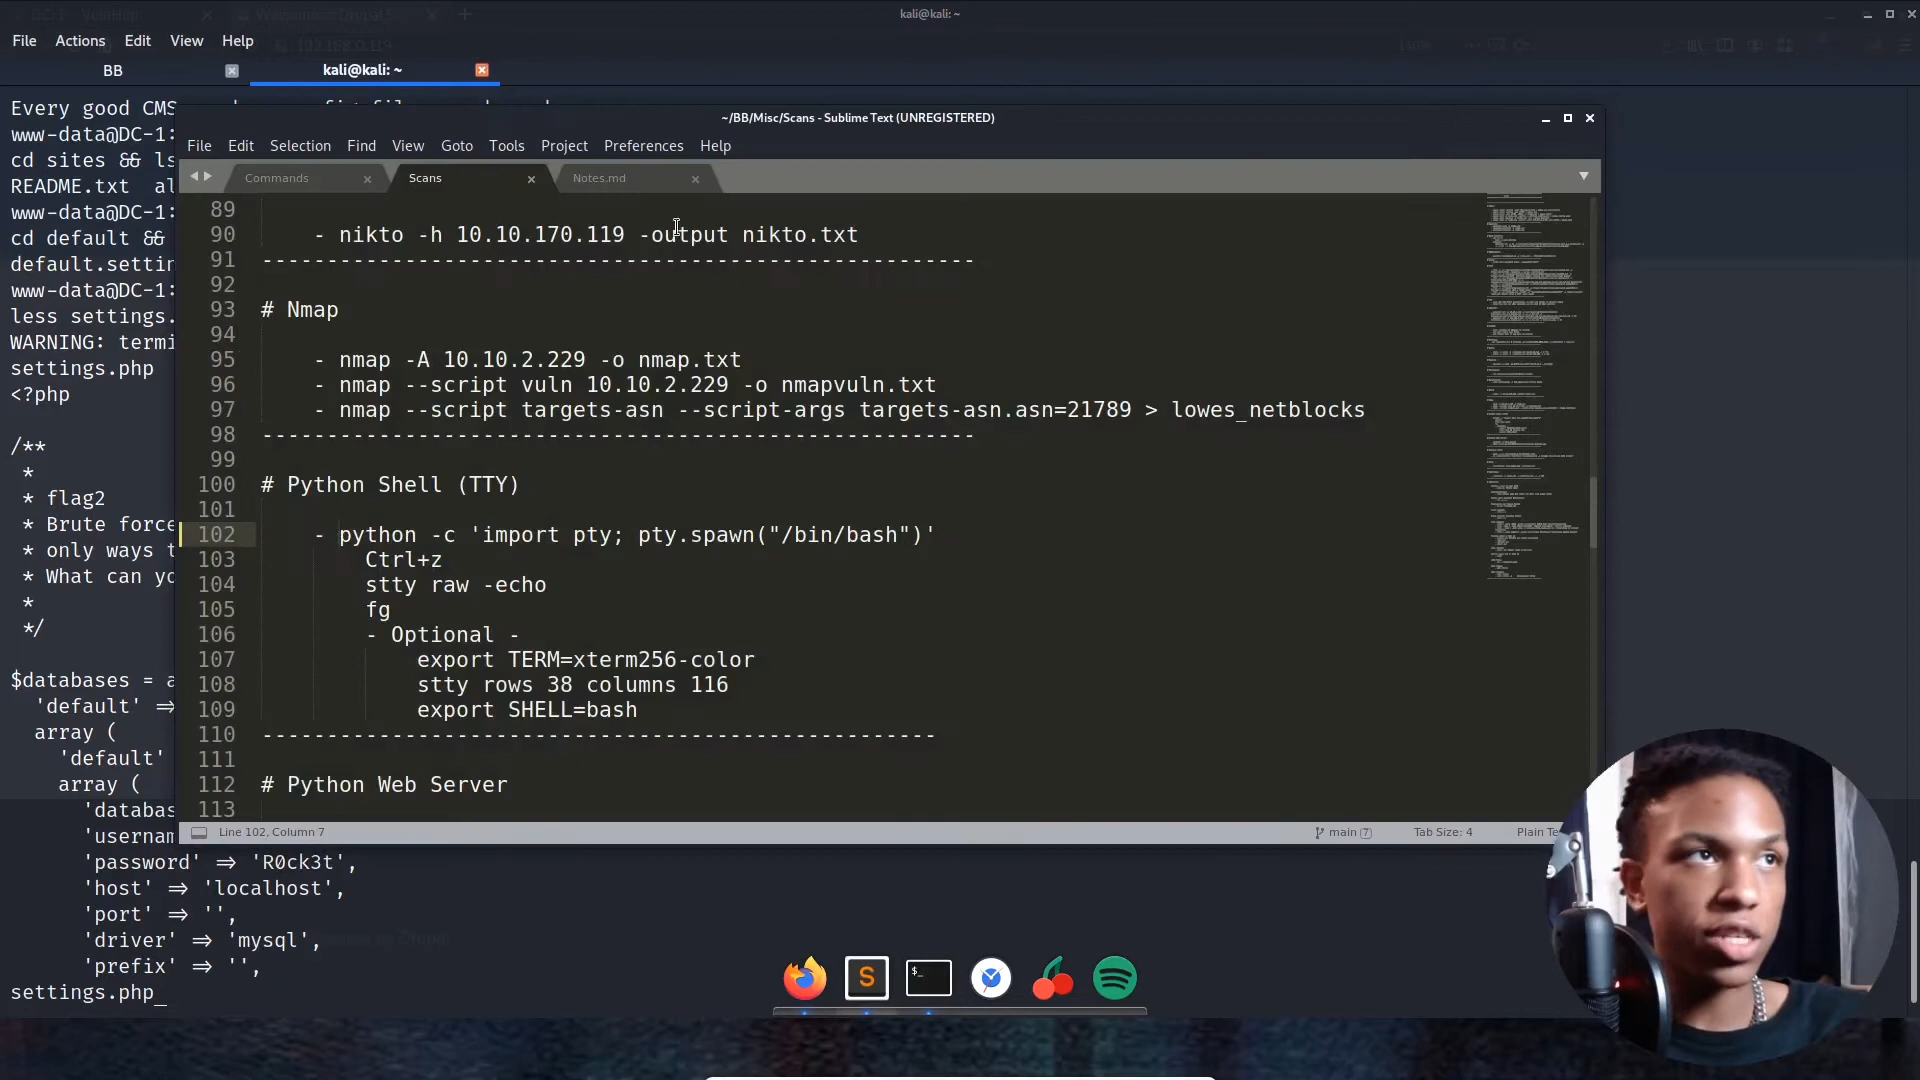 kali@kali: ~
File Actions Edit View Help
BB
kali@kali: ~
Every good CMS
www-data@DC-1:
cd sites && ls
README.txt al
www-data@DC-1:
cd default &&
default.settin
www-data@DC-1:
less settings.
WARNING: termi
settings.php
<?php
/**
*
* flag2
* Brute force
* only ways t
* What can yo
*
*/
$databases = a
'default' =>
array (
'default'
array (
'databas
'usernam
'password' => 'R0ck3t',
'host' => 'localhost',
'port' => '',
'driver' => 'mysql',
'prefix' => '',
settings.php_
~/BB/Misc/Scans - Sublime Text (UNREGISTERED)
File Edit Selection Find View Goto Tools Project Preferences Help
Commands Scans Notes.md
89
90 - nikto -h 10.10.170.119 -output nikto.txt
91 -------------------------------------------------------
92
93 # Nmap
94
95 - nmap -A 10.10.2.229 -o nmap.txt
96 - nmap --script vuln 10.10.2.229 -o nmapvuln.txt
97 - nmap --script targets-asn --script-args targets-asn.asn=21789 > lowes_netblocks
98 -------------------------------------------------------
99
100 # Python Shell (TTY)
101
102 - python -c 'import pty; pty.spawn("/bin/bash")'
103 Ctrl+z
104 stty raw -echo
105 fg
106 - Optional -
107 export TERM=xterm256-color
108 stty rows 38 columns 116
109 export SHELL=bash
110 ----------------------------------------------------
111
112 # Python Web Server
113
Line 102, Column 7
main 7
Tab Size: 4
Plain Te